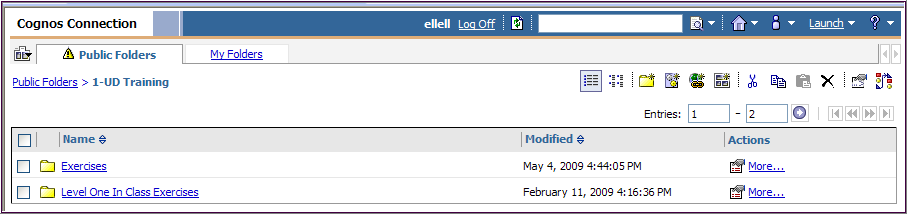 Cognos Connection
ellell Log Off Launch ?
Public Folders My Folders
Public Folders > 1-UD Training
Entries: 1 - 2
Name Modified Actions
Exercises May 4, 2009 4:44:05 PM More...
Level One In Class Exercises February 11, 2009 4:16:36 PM More...